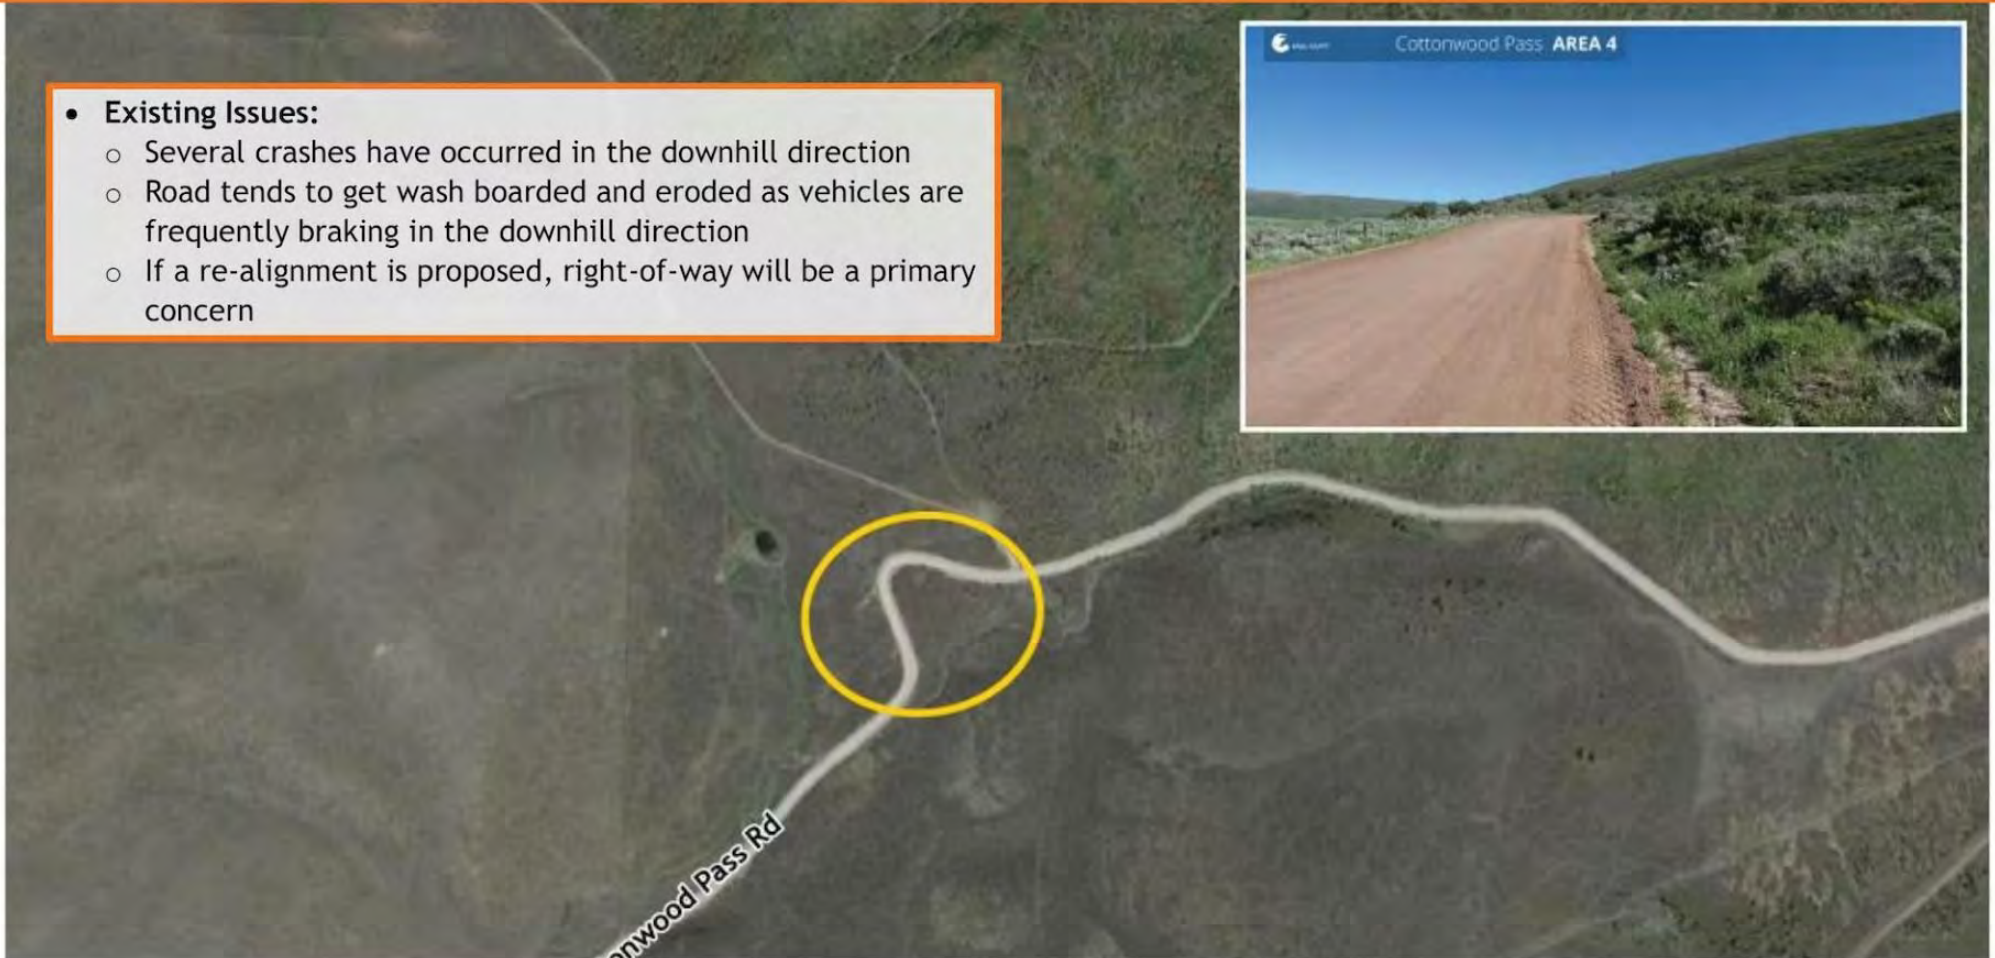 Cottonwood Pass AREA 4
• Existing Issues:
○ Several crashes have occurred in the downhill direction
○ Road tends to get wash boarded and eroded as vehicles are
frequently braking in the downhill direction
○ If a re-alignment is proposed, right-of-way will be a primary
concern
onwood Pass Rd